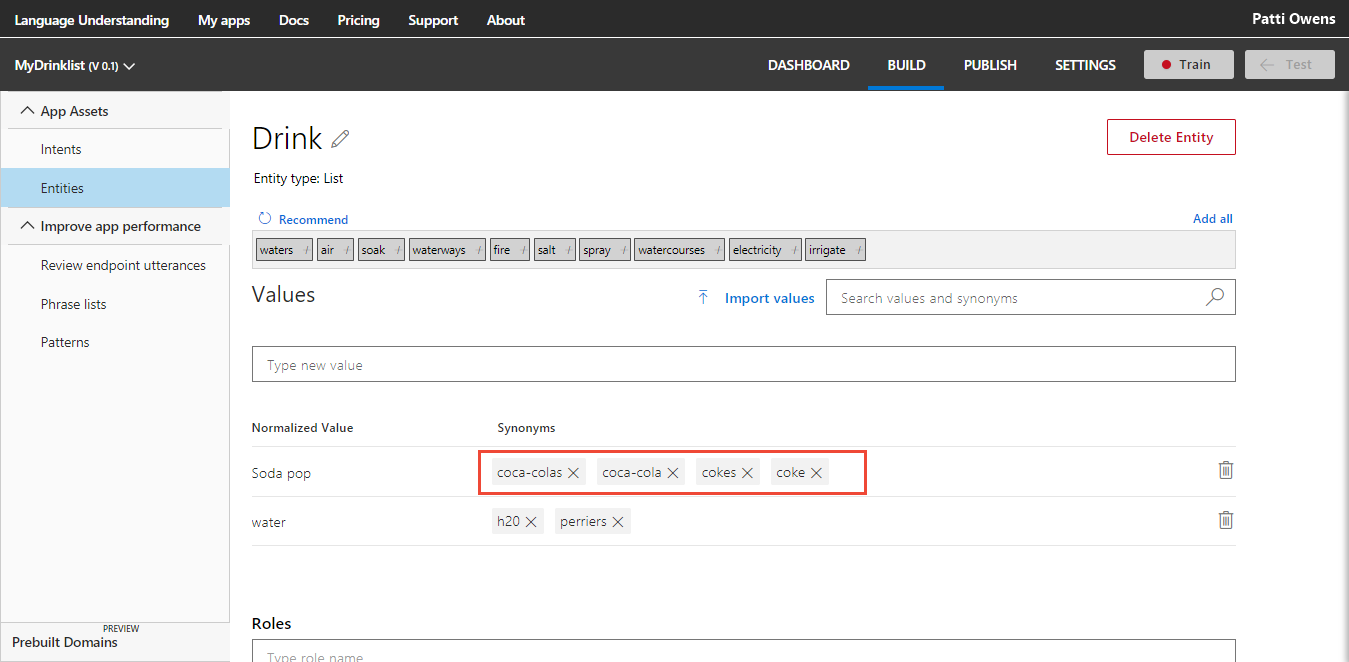 Language Understanding My apps Docs Pricing Support About Patti Owens
MyDrinklist (V 0.1) DASHBOARD BUILD PUBLISH SETTINGS Train Test
App Assets
Intents
Entities
Improve app performance
Review endpoint utterances
Phrase lists
Patterns
PREVIEW
Prebuilt Domains
Drink
Delete Entity
Entity type: List
Recommend Add all
waters air soak waterways fire salt spray watercourses electricity irrigate
Values Import values Search values and synonyms
Type new value
Normalized Value Synonyms
Soda pop coca-colas coca-cola cokes coke
water h20 perriers
Roles
Type role name